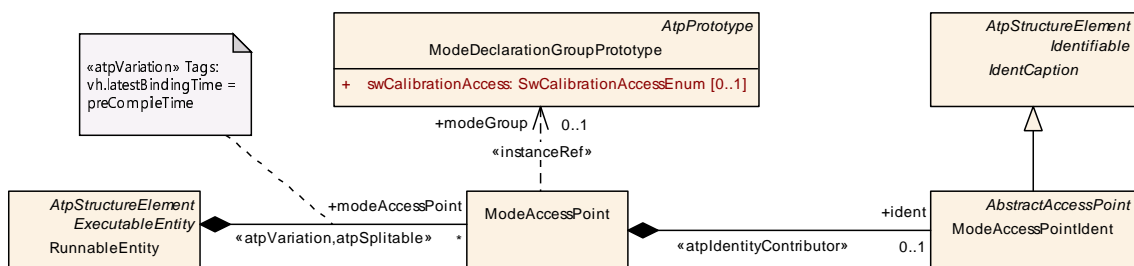 «atpVariation» Tags:
vh.latestBindingTime =
preCompileTime
AtpPrototype
ModeDeclarationGroupPrototype
+ swCalibrationAccess: SwCalibrationAccessEnum [0..1]
AtpStructureElement
Identifiable
IdentCaption
+modeGroup
0..1
«instanceRef»
AtpStructureElement
ExecutableEntity
RunnableEntity
+modeAccessPoint
«atpVariation,atpSplitable»
*
ModeAccessPoint
«atpIdentityContributor»
+ident
0..1
AbstractAccessPoint
ModeAccessPointIdent